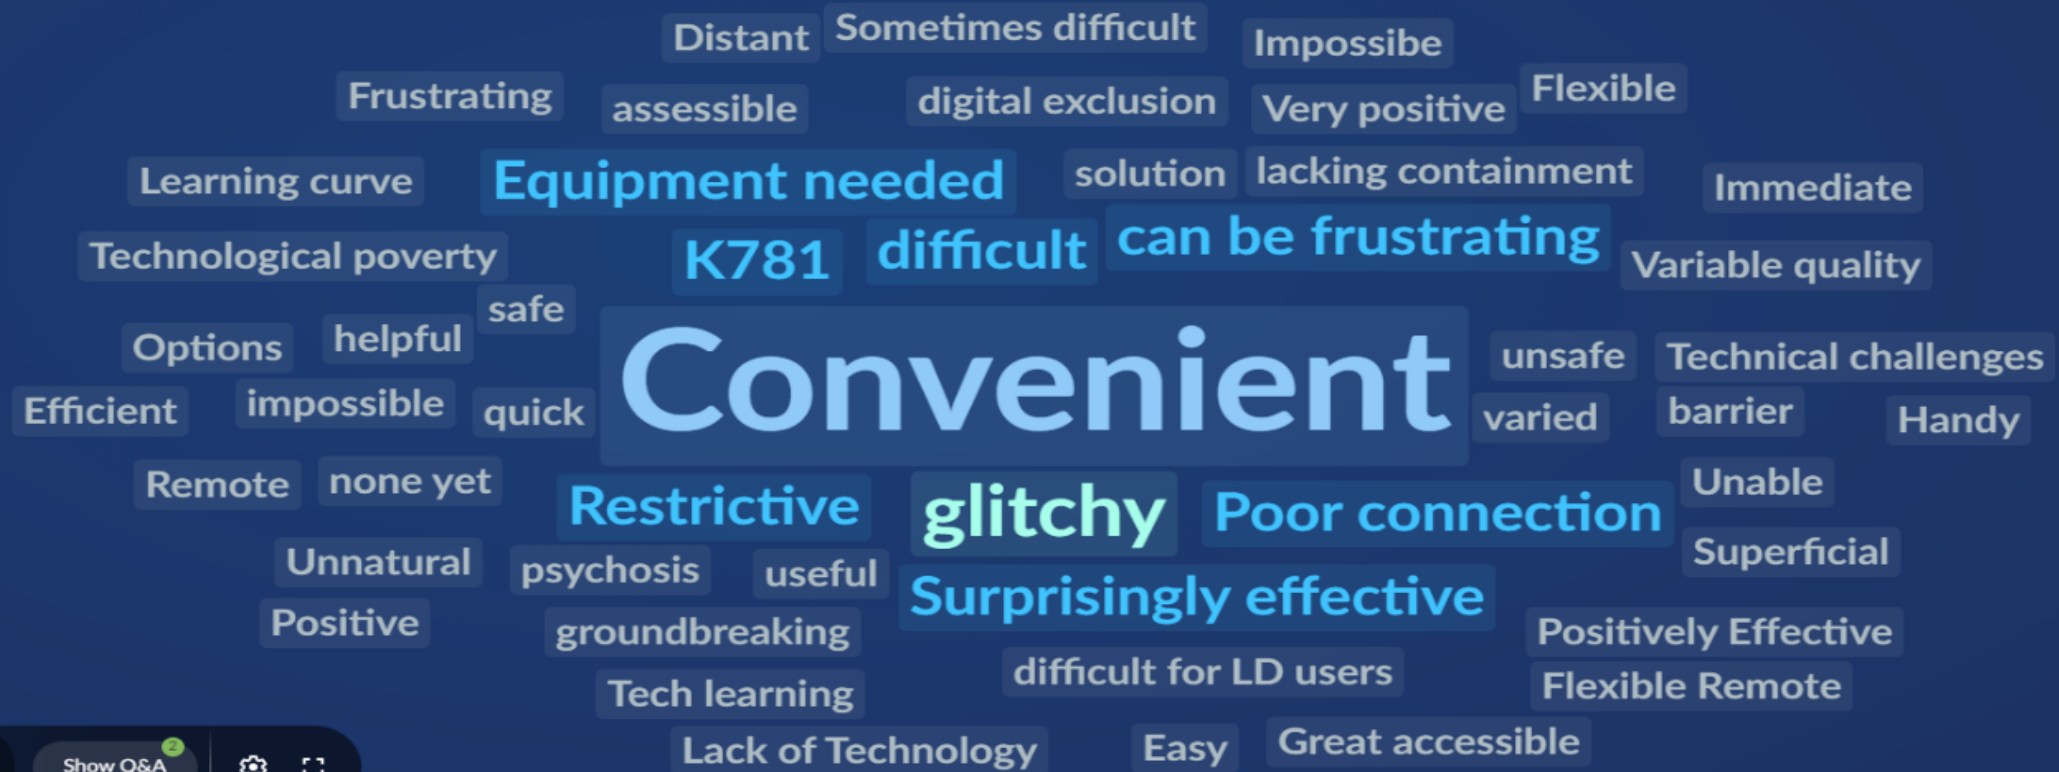 Distant
Sometimes difficult
Impossibe
Frustrating
assessible
digital exclusion
Very positive
Flexible
Learning curve
Equipment needed
solution
lacking containment
Immediate
Technological poverty
K781
difficult
can be frustrating
Variable quality
safe
Options
helpful
Convenient
unsafe
Technical challenges
Efficient
impossible
quick
varied
barrier
Handy
Remote
none yet
Restrictive
glitchy
Poor connection
Unable
Unnatural
psychosis
useful
Surprisingly effective
Superficial
Positive
groundbreaking
Positively Effective
difficult for LD users
Tech learning
Flexible Remote
Lack of Technology
Easy
Great accessible
Show Q&A
2